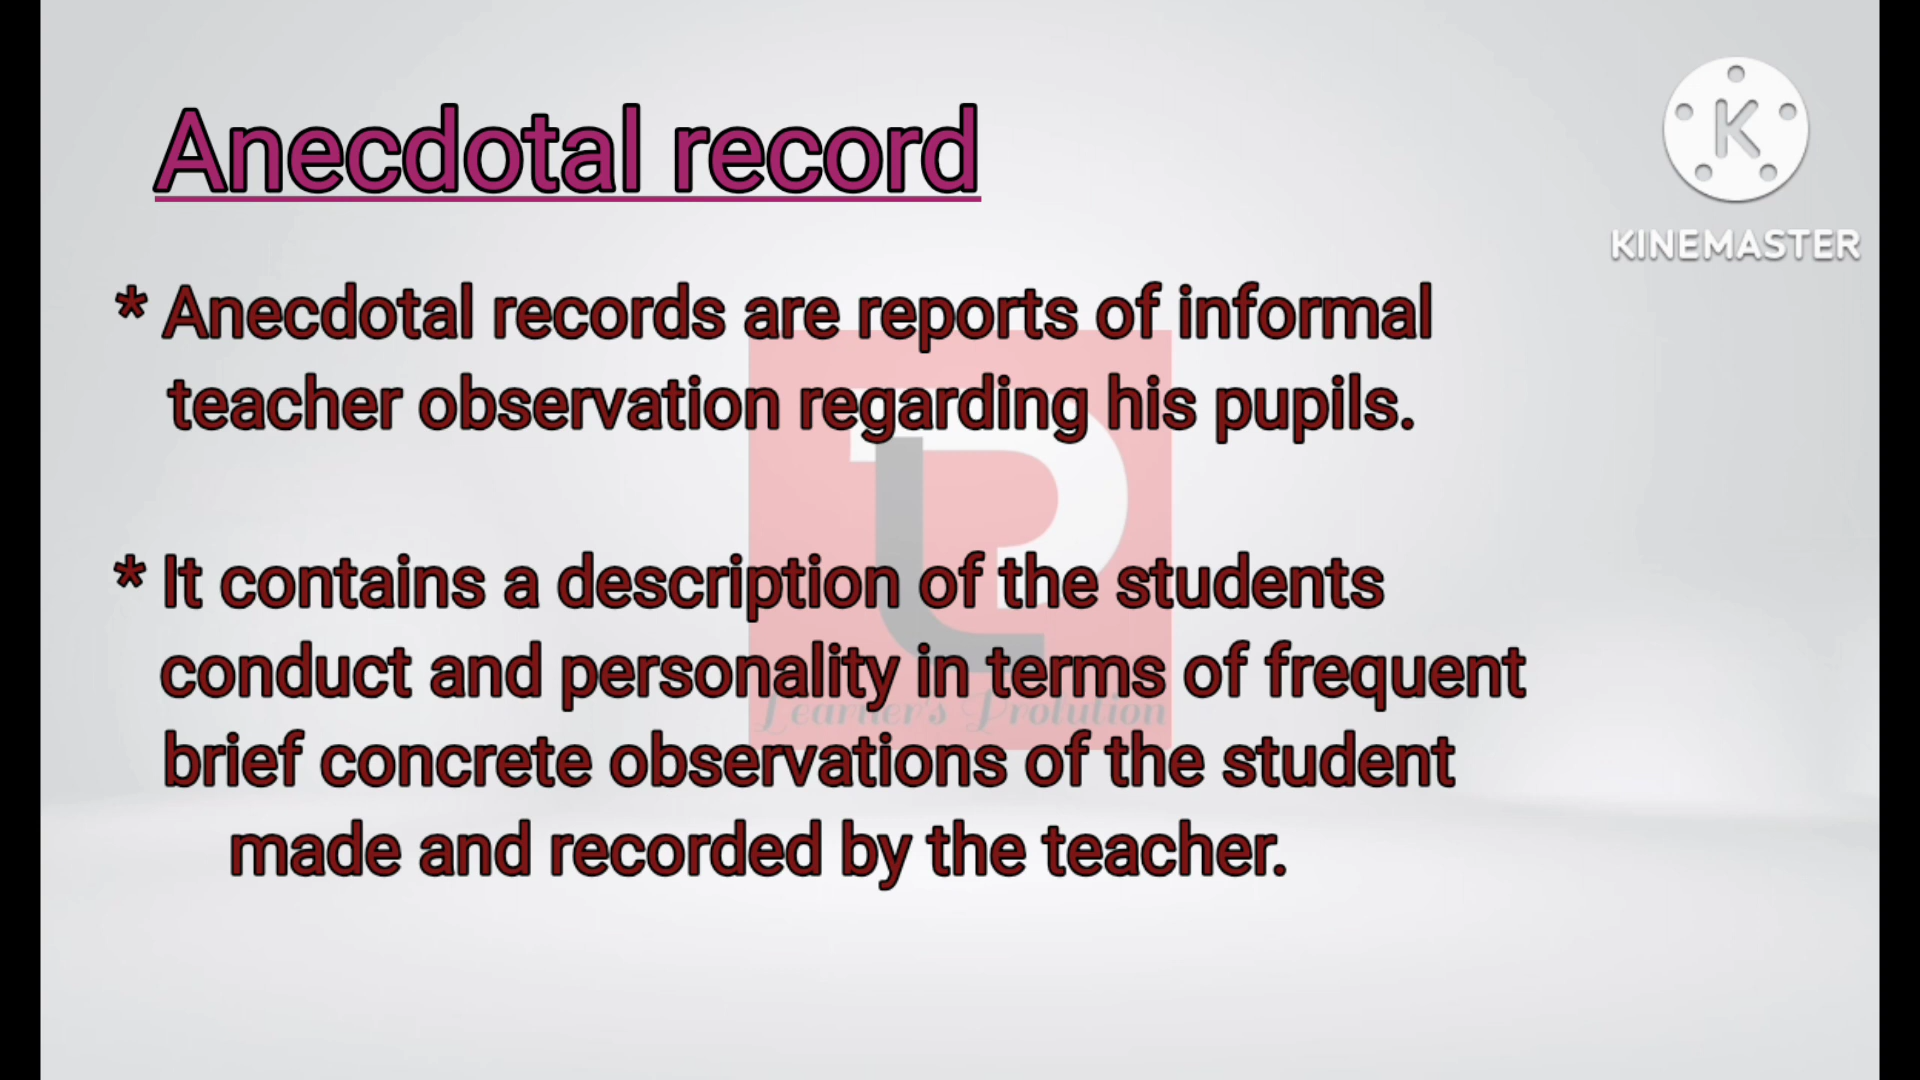 Anecdotal record
K
KINEMASTER
* Anecdotal records are reports of informal
teacher observation regarding his pupils.
* It contains a description of the students
conduct and personality in terms of frequent
Learner's Prolution
brief concrete observations of the student
made and recorded by the teacher.